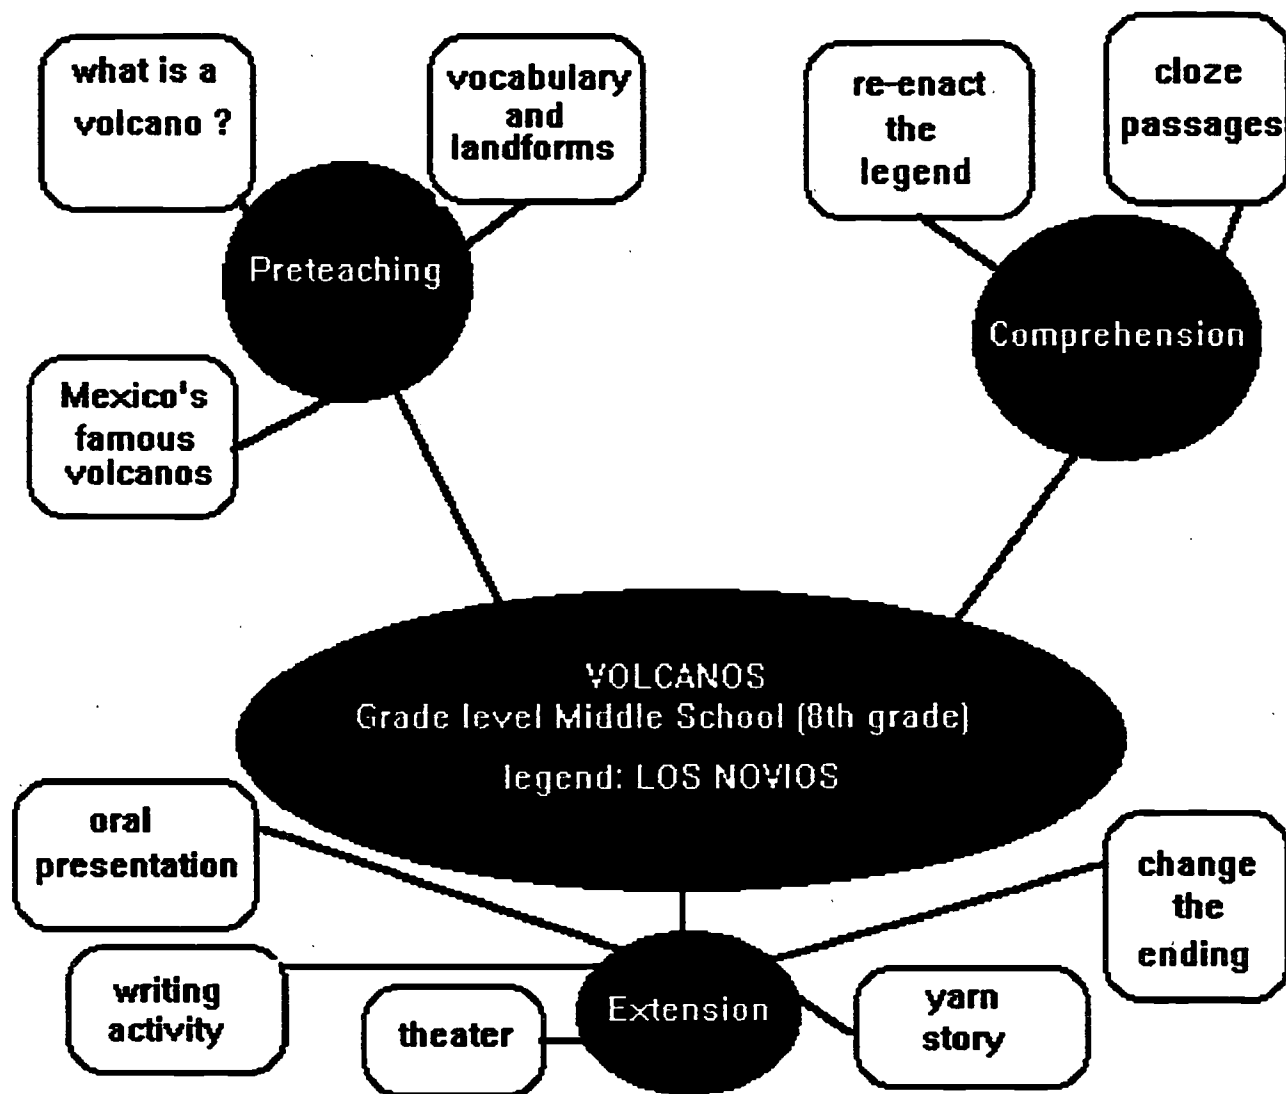 what is a
volcano ?
vocabulary
and
landforms
re-enact
the
legend
cloze
passages
Preteaching
Comprehension
Mexico's
famous
volcanos
VOLCANOS
Grade level Middle School (8th grade)
legend: LOS NOVIOS
oral
presentation
change
the
ending
writing
activity
theater
Extension
yarn
story